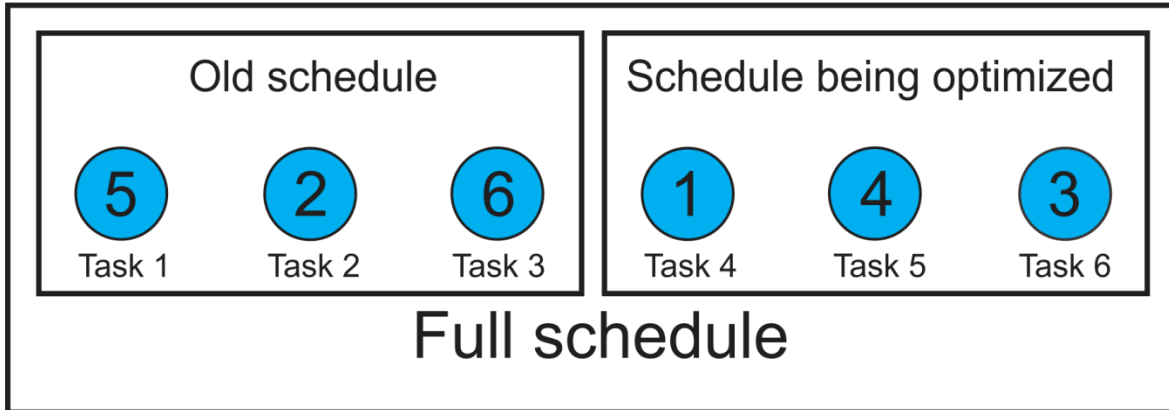 Old schedule
5 2 6
Task 1 Task 2 Task 3
Schedule being optimized
1 4 3
Task 4 Task 5 Task 6
Full schedule